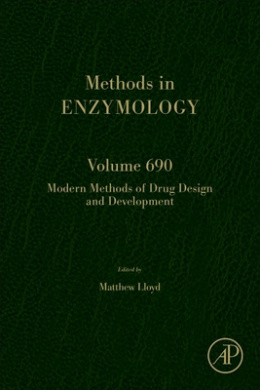 Methods in
ENZYMOLOGY
Volume 690
Modern Methods of Drug Design
and Development
Edited by
Matthew Lloyd
AP